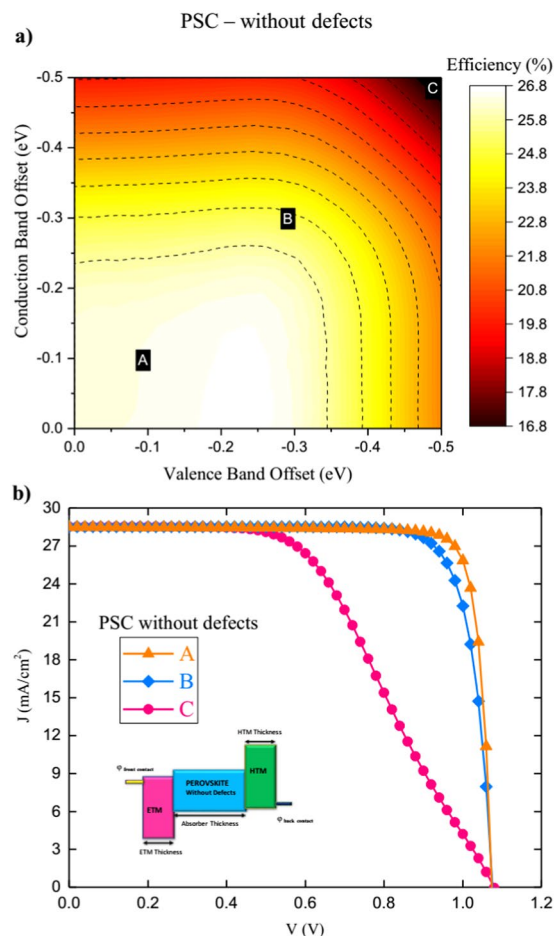 PSC – without defects
a)
Efficiency (%)
-0.5
-0.4
-0.3
-0.2
-0.1
0.0
Conduction Band Offset (eV)
C
B
A
0.0
-0.1
-0.2
-0.3
-0.4
-0.5
Valence Band Offset (eV)
26.8
25.8
24.8
23.8
22.8
21.8
20.8
19.8
18.8
17.8
16.8
b)
30
27
24
21
18
15
12
9
6
3
0
J (mA/cm²)
PSC without defects
A
B
C
HTM Thickness
φ front contact
PEROVSKITE
Without Defects
HTM
ETM
φ back contact
Absorber Thickness
ETM Thickness
0.0
0.2
0.4
0.6
0.8
1.0
1.2
V (V)